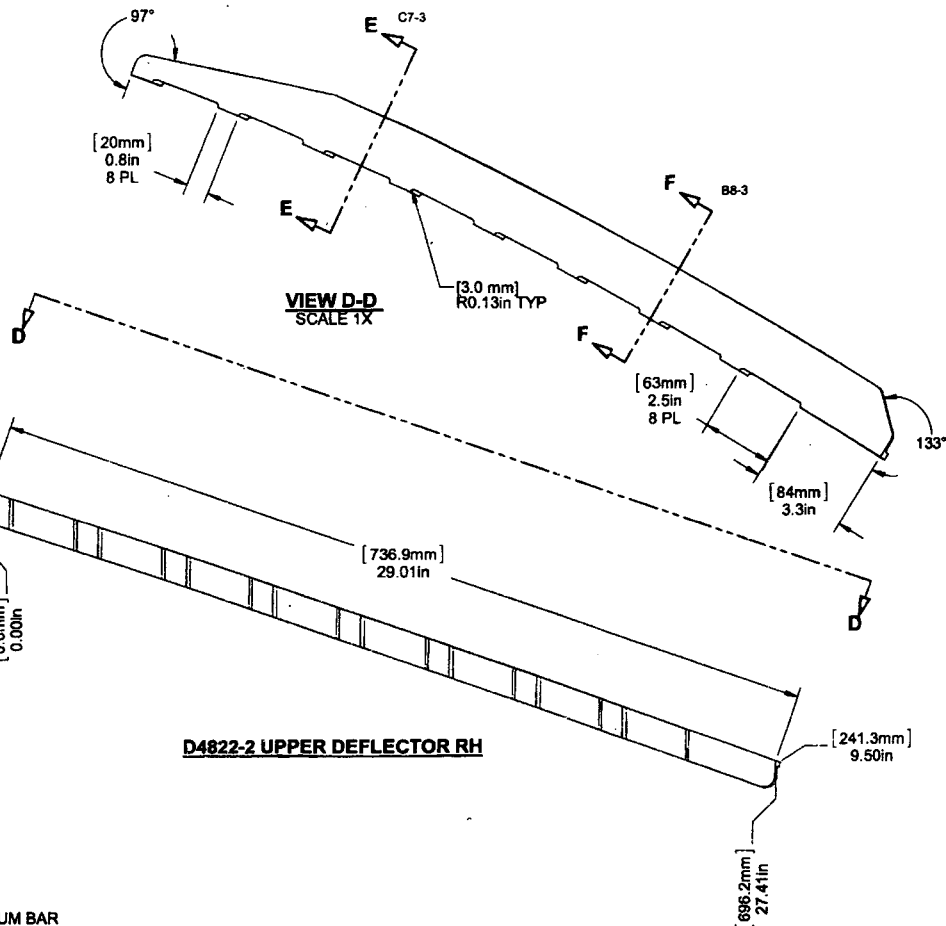 97°
E
C7-3
[20mm]
0.8in
8 PL
E
F
B8-3
[3.0 mm]
R0.13in TYP
VIEW D-D
SCALE 1X
D
F
[63mm]
2.5in
8 PL
133°
[84mm]
3.3in
[736.9mm]
29.01in
D
0.00in
D4822-2 UPPER DEFLECTOR RH
[241.3mm]
9.50in
[696.2mm]
27.41in
UM BAR